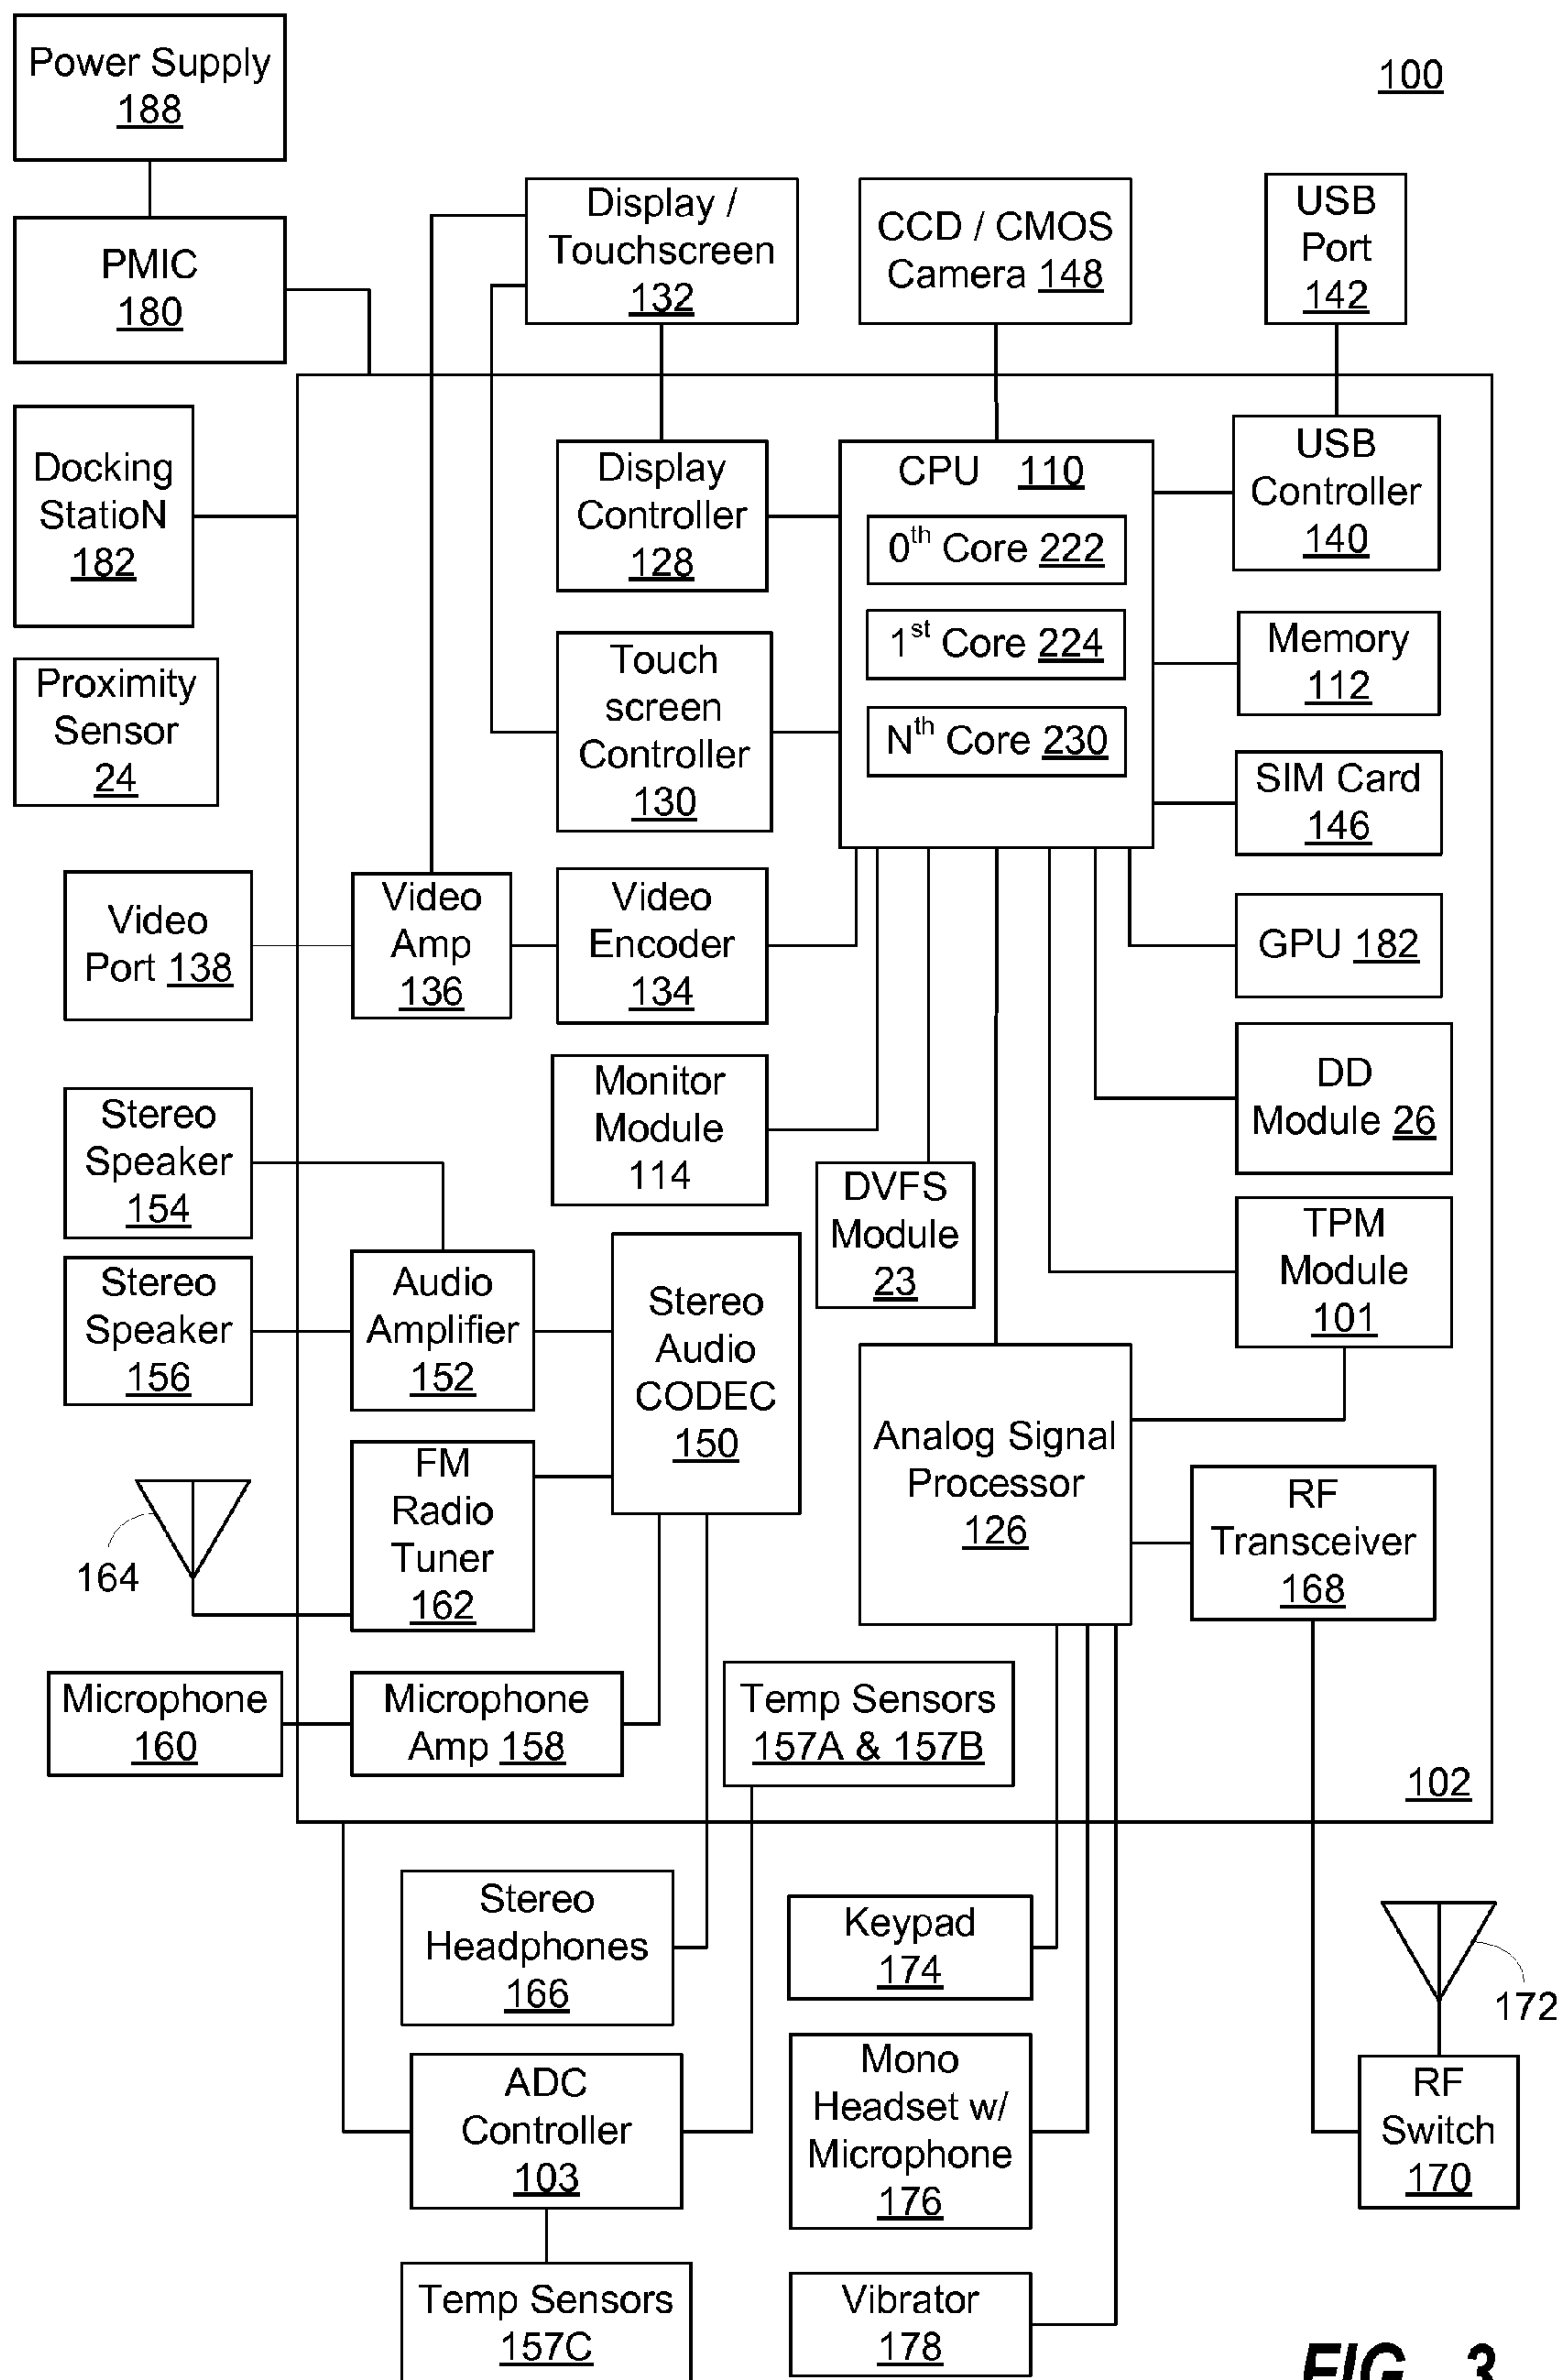 Power Supply
188
100
PMIC
180
Display /
Touchscreen
132
CCD / CMOS
Camera 148
USB
Port
142
Docking
StatioN
182
Display
Controller
128
CPU 110
0th Core 222
1st Core 224
Nth Core 230
USB
Controller
140
Proximity
Sensor
24
Touch
screen
Controller
130
Memory
112
SIM Card
146
Video
Port 138
Video
Amp
136
Video
Encoder
134
GPU 182
Monitor
Module
114
DD
Module 26
Stereo
Speaker
154
DVFS
Module
23
TPM
Module
101
Stereo
Speaker
156
Audio
Amplifier
152
Stereo
Audio
CODEC
150
Analog Signal
Processor
126
164
FM
Radio
Tuner
162
RF
Transceiver
168
Microphone
160
Microphone
Amp 158
Temp Sensors
157A & 157B
102
Stereo
Headphones
166
Keypad
174
172
ADC
Controller
103
Mono
Headset w/
Microphone
176
RF
Switch
170
Temp Sensors
157C
Vibrator
178
FIG. 3